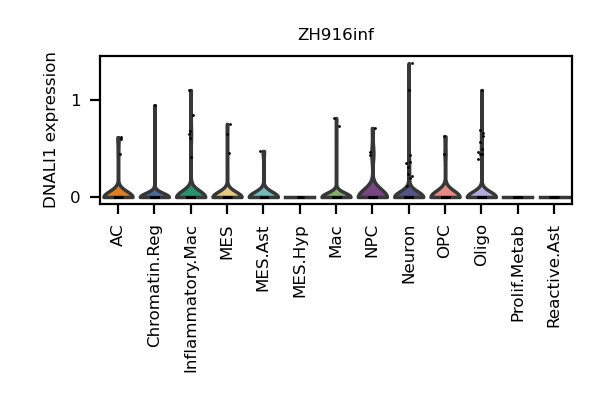 ZH916inf
DNALI1 expression
1
0
AC
Chromatin.Reg
Inflammatory.Mac
MES
MES.Ast
MES.Hyp
Mac
NPC
Neuron
OPC
Oligo
Prolif.Metab
Reactive.Ast